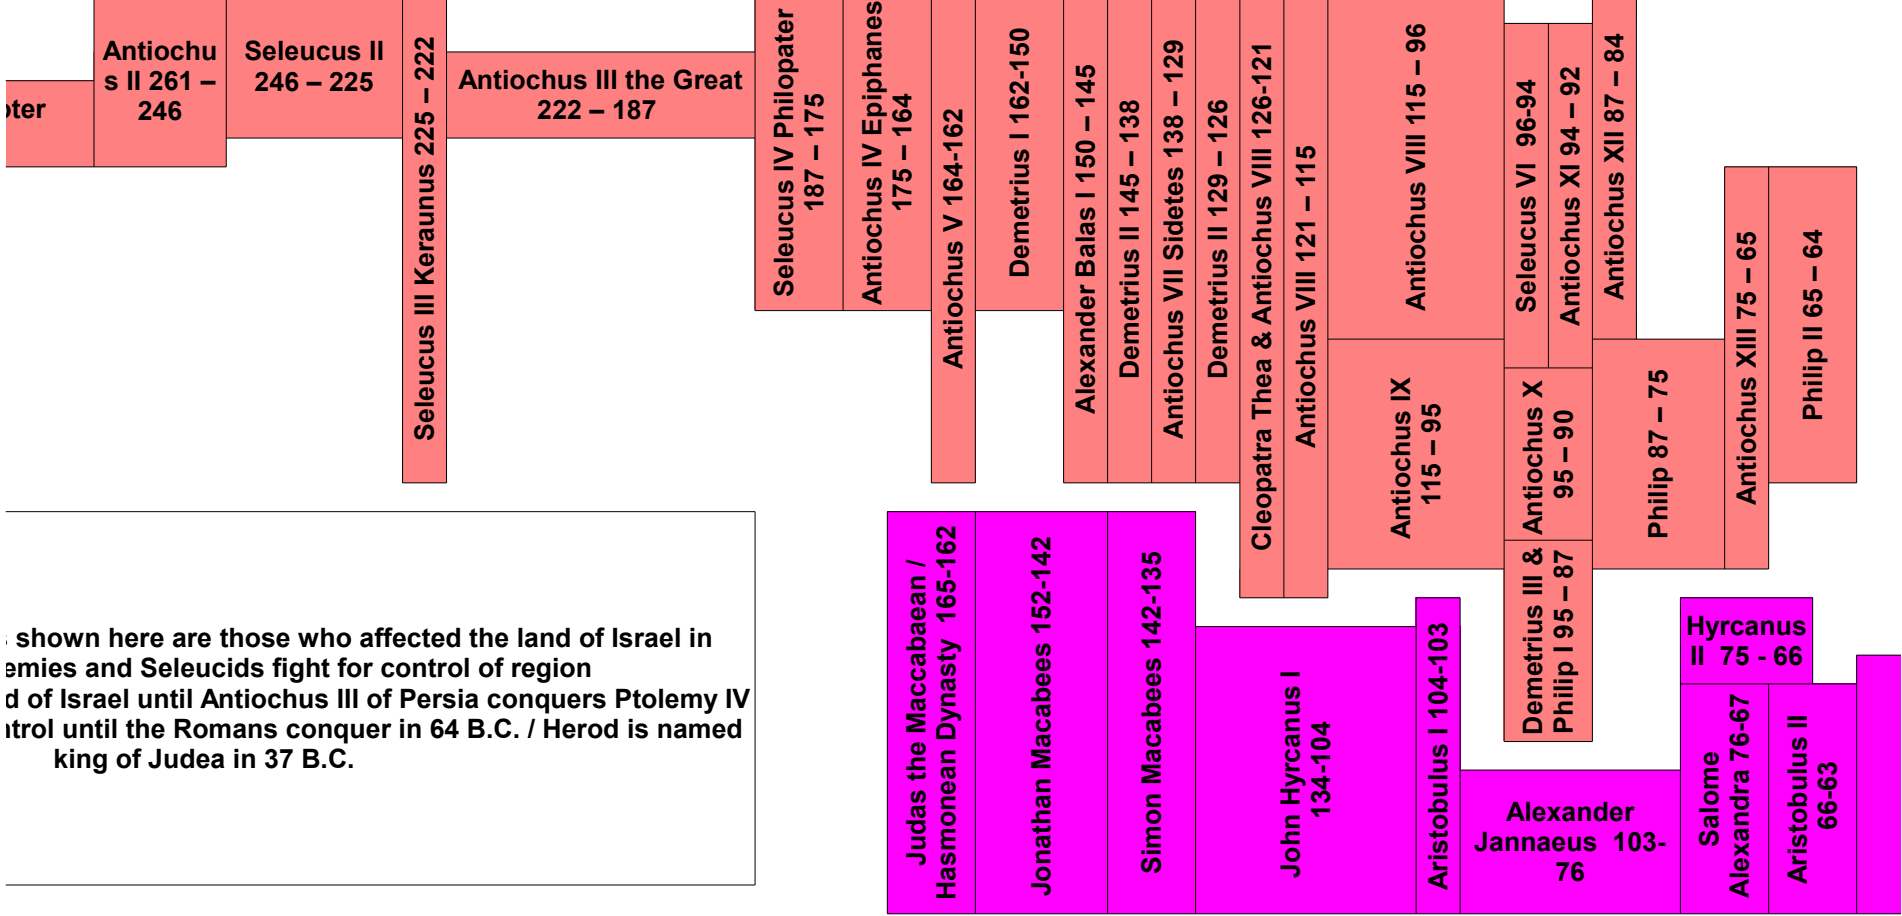 oter
Antiochu
s II 261 –
246
Seleucus II
246 – 225
Seleucus III Keraunus 225 – 222
Antiochus III the Great
222 – 187
Seleucus IV Philopater
187 – 175
Antiochus IV Epiphanes
175 – 164
Antiochus V 164-162
Demetrius I 162-150
Alexander Balas I 150 – 145
Demetrius II 145 – 138
Antiochus VII Sidetes 138 – 129
Demetrius II 129 – 126
Cleopatra Thea & Antiochus VIII 126-121
Antiochus VIII 121 – 115
Antiochus VIII 115 – 96
Antiochus IX
115 – 95
Seleucus VI 96-94
Antiochus XI 94 – 92
Antiochus X
95 – 90
Demetrius III &
Philip I 95 – 87
Antiochus XII 87 – 84
Philip 87 – 75
Antiochus XIII 75 – 65
Philip II 65 – 64
shown here are those who affected the land of Israel in
emies and Seleucids fight for control of region
d of Israel until Antiochus III of Persia conquers Ptolemy IV
ntrol until the Romans conquer in 64 B.C. / Herod is named
king of Judea in 37 B.C.
Judas the Maccabaean /
Hasmonean Dynasty 165-162
Jonathan Macabees 152-142
Simon Macabees 142-135
John Hyrcanus I
134-104
Aristobulus I 104-103
Alexander
Jannaeus 103-
76
Hyrcanus
II 75 - 66
Salome
Alexandra 76-67
Aristobulus II
66-63